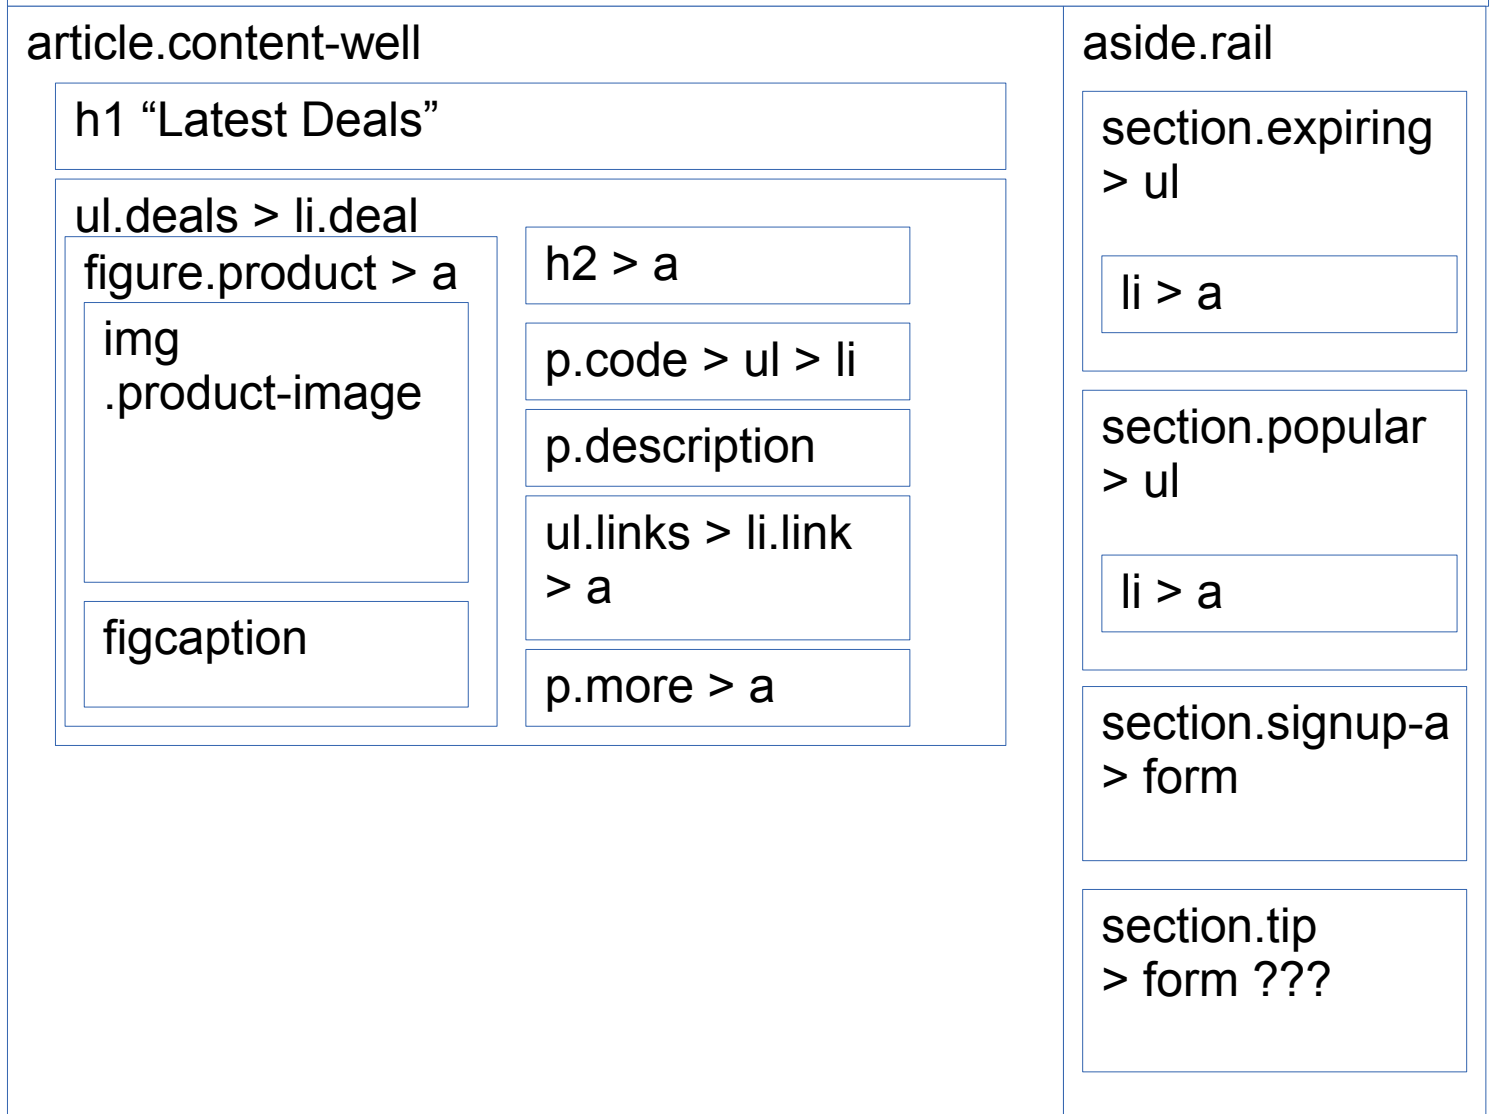 article.content-well
h1 “Latest Deals”
ul.deals > li.deal
figure.product > a
img
.product-image
figcaption
h2 > a
p.code > ul > li
p.description
ul.links > li.link
> a
p.more > a
aside.rail
section.expiring
> ul
li > a
section.popular
> ul
li > a
section.signup-a
> form
section.tip
> form ???